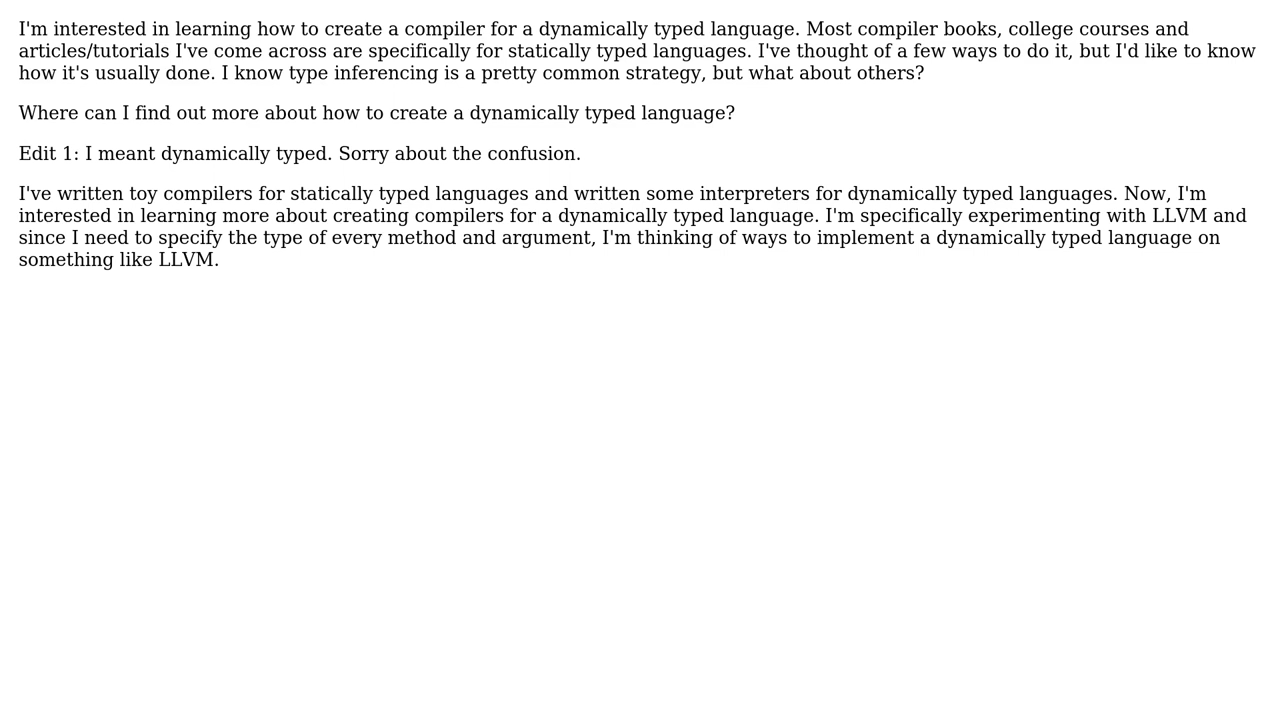 I'm interested in learning how to create a compiler for a dynamically typed language. Most compiler books, college courses and
articles/tutorials I've come across are specifically for statically typed languages. I've thought of a few ways to do it, but I'd like to know
how it's usually done. I know type inferencing is a pretty common strategy, but what about others?
Where can I find out more about how to create a dynamically typed language?
Edit 1: I meant dynamically typed. Sorry about the confusion.
I've written toy compilers for statically typed languages and written some interpreters for dynamically typed languages. Now, I'm
interested in learning more about creating compilers for a dynamically typed language. I'm specifically experimenting with LLVM and
since I need to specify the type of every method and argument, I'm thinking of ways to implement a dynamically typed language on
something like LLVM.